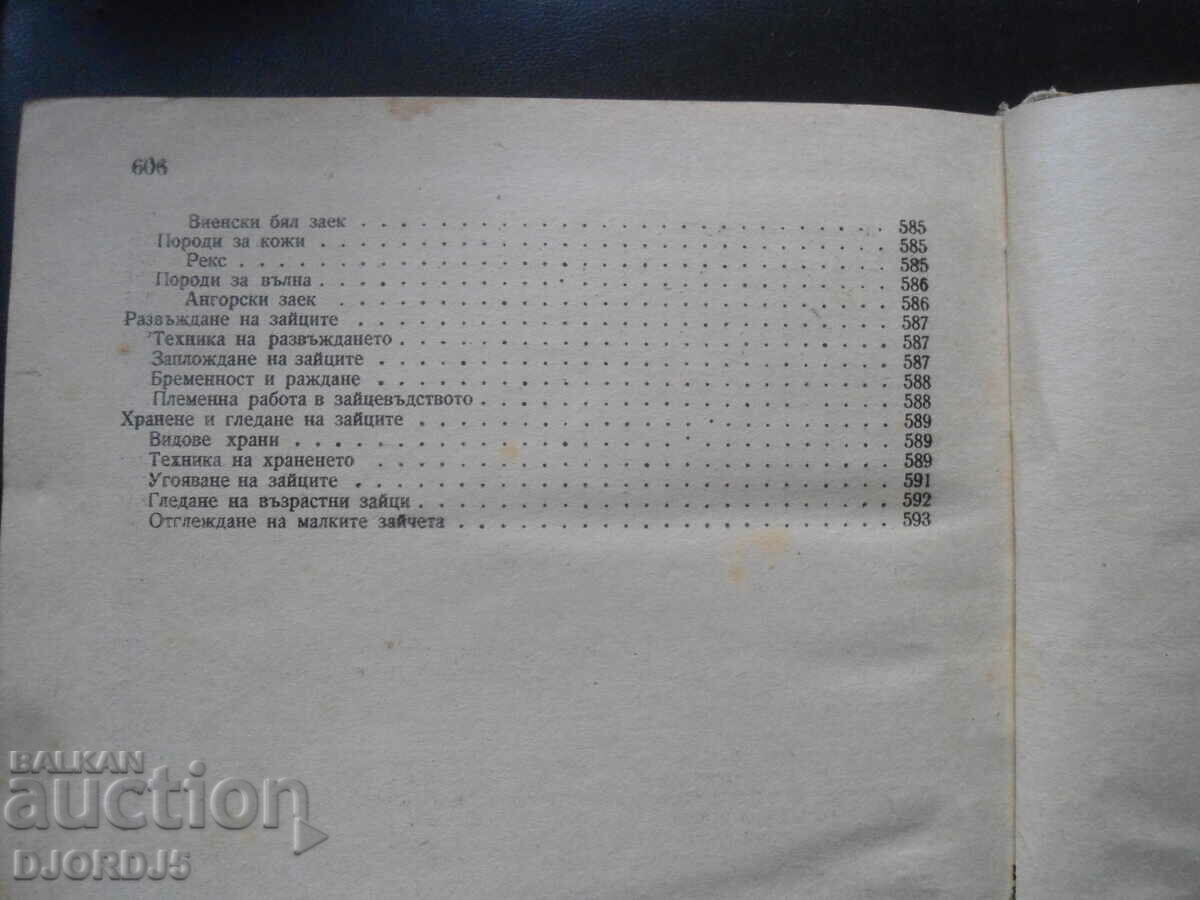 606
Виенски бял заек . . . . . . . . . . . . . . . . . . . . . . . . . . 585
Породи за кожи . . . . . . . . . . . . . . . . . . . . . . . . . . 585
Рекс . . . . . . . . . . . . . . . . . . . . . . . . . . 585
Породи за вълна . . . . . . . . . . . . . . . . . . . . . . . . . . 586
Ангорски заек . . . . . . . . . . . . . . . . . . . . . . . . . . 586
Развъждане на зайците . . . . . . . . . . . . . . . . . . . . . . . . . . 587
Техника на развъждането . . . . . . . . . . . . . . . . . . . . . . . . . . 587
Заплождане на зайците . . . . . . . . . . . . . . . . . . . . . . . . . . 587
Бременност и раждане . . . . . . . . . . . . . . . . . . . . . . . . . . 588
Племенна работа в зайцевъдството . . . . . . . . . . . . . . . . . . . . . . 588
Хранене и гледане на зайците . . . . . . . . . . . . . . . . . . . . . . . . 589
Видове храни . . . . . . . . . . . . . . . . . . . . . . . . . . 589
Техника на храненето . . . . . . . . . . . . . . . . . . . . . . . . . . 589
Угояване на зайците . . . . . . . . . . . . . . . . . . . . . . . . . . 591
Гледане на възрастни зайци . . . . . . . . . . . . . . . . . . . . . . . . 592
Отглеждане на малките зайчета . . . . . . . . . . . . . . . . . . . . . . 593
BALKAN
auction
DJORDJ5